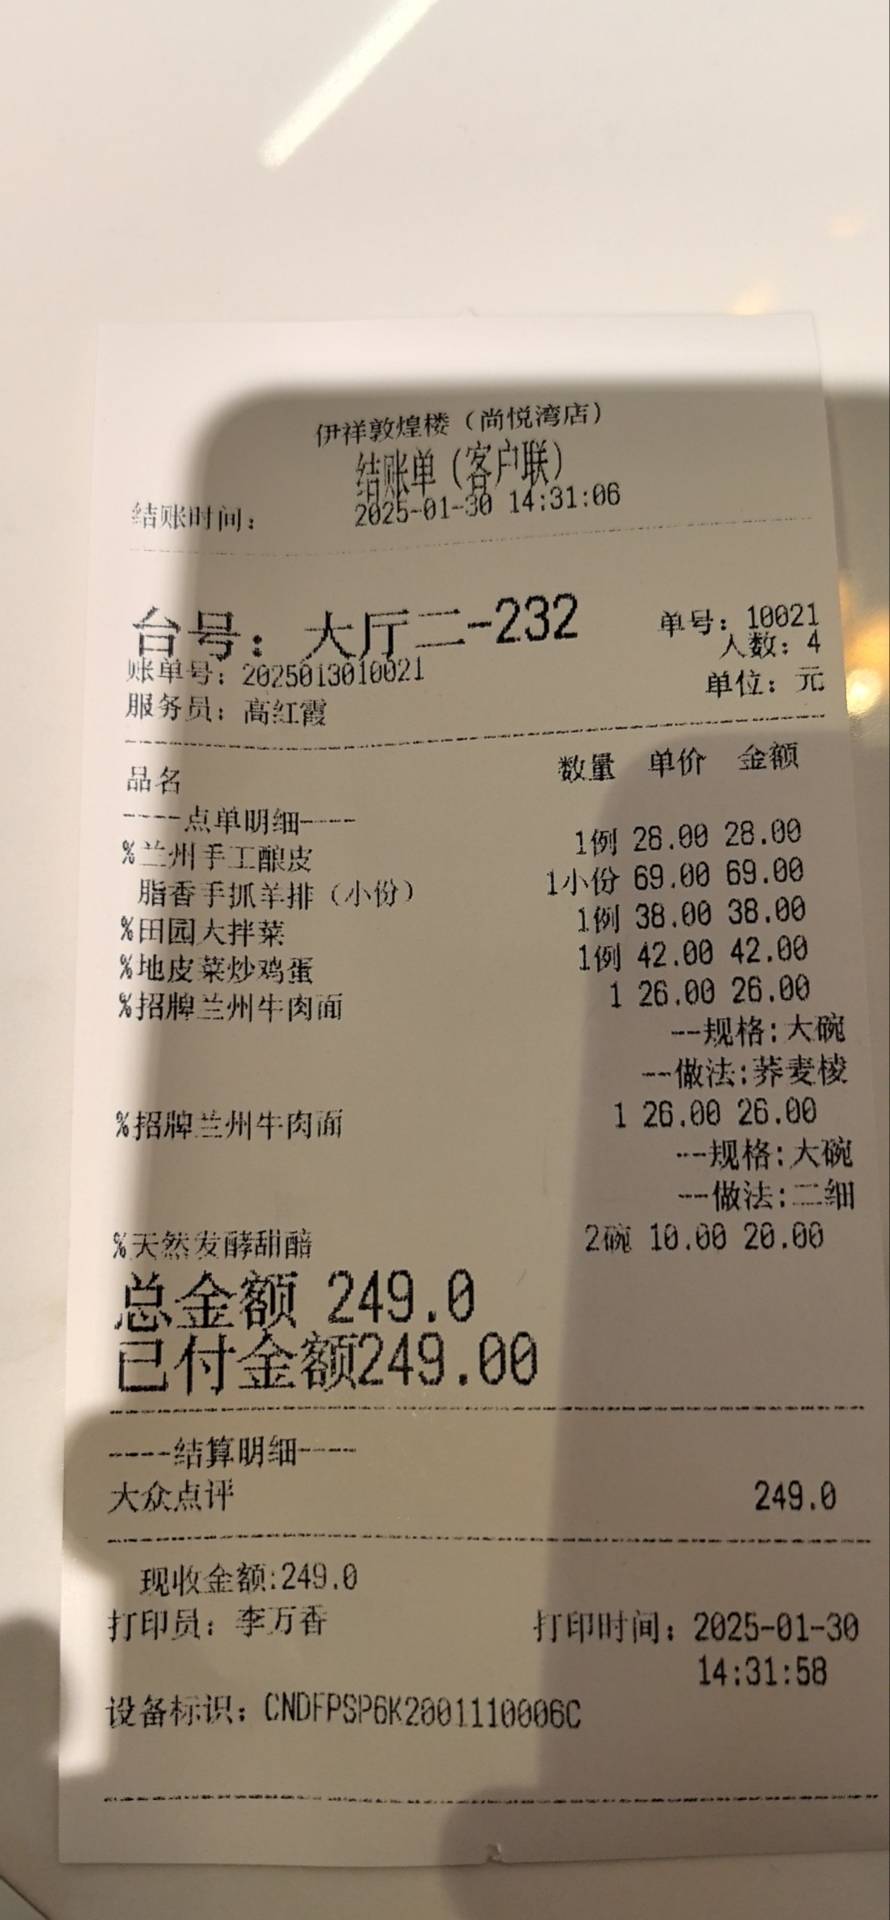 伊祥敦煌楼（尚悦湾店）
结账单（客户联）
结账时间： 2025-01-30 14:31:06
台号：大厅二-232 单号：10021
人数：4
账单号：2025013010021
单位：元
服务员：高红霞
品名 数量 单价 金额
----点单明细----
%兰州手工酿皮 1例 28.00 28.00
脂香手抓羊排（小份） 1小份 69.00 69.00
%田园大拌菜 1例 38.00 38.00
%地皮菜炒鸡蛋 1例 42.00 42.00
%招牌兰州牛肉面 1 26.00 26.00
--规格:大碗
--做法:荞麦棱
%招牌兰州牛肉面 1 26.00 26.00
--规格:大碗
--做法:二细
%天然发酵甜醅 2碗 10.00 20.00
总金额 249.0
已付金额249.00
----结算明细----
大众点评 249.0
现收金额:249.0
打印员：李万香 打印时间：2025-01-30
14:31:58
设备标识：CNDFPSP6K2001110006C